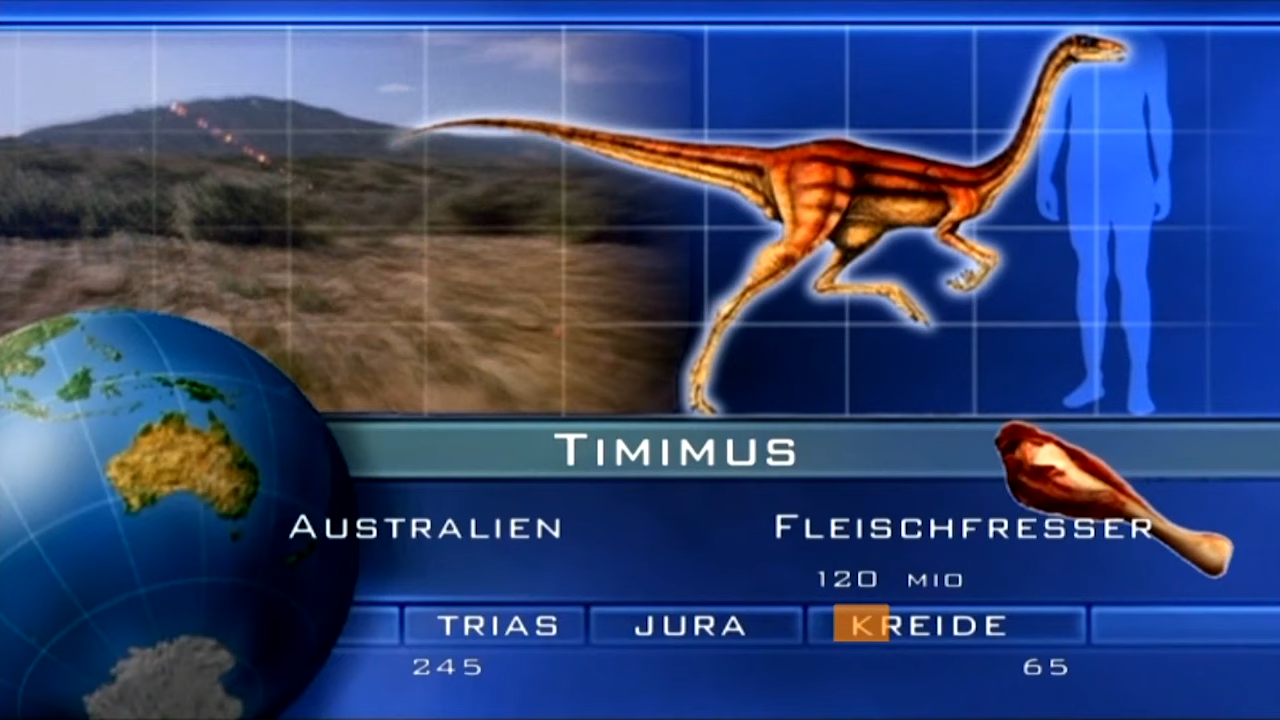 TIMIMUS
AUSTRALIEN
FLEISCHFRESSER
120 MIO
TRIAS JURA KREIDE
245 65